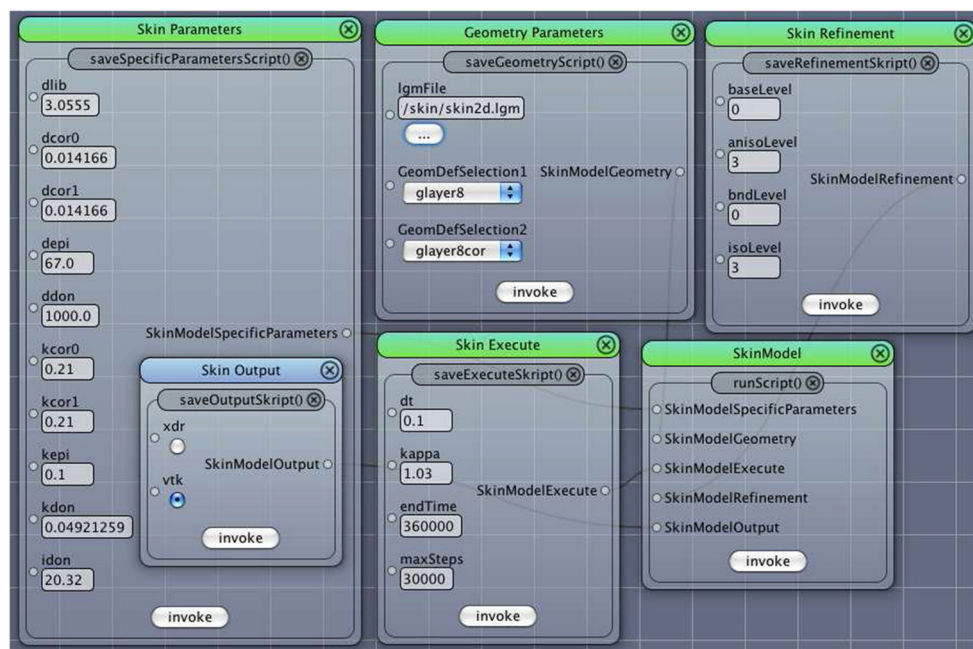 Skin Parameters
saveSpecificParametersScript()
dlib
3.0555
dcor0
0.014166
dcor1
0.014166
depi
67.0
ddon
1000.0
SkinModelSpecificParameters
kcor0
0.21
kcor1
0.21
kepi
0.1
kdon
0.04921259
idon
20.32
invoke
Skin Output
saveOutputSkript()
xdr
SkinModelOutput
vtk
invoke
Geometry Parameters
saveGeometryScript()
lgmFile
/skin/skin2d.lgm
...
GeomDefSelection1
SkinModelGeometry
glayer8
GeomDefSelection2
glayer8cor
invoke
Skin Refinement
saveRefinementSkript()
baseLevel
0
anisoLevel
3
SkinModelRefinement
bndLevel
0
isoLevel
3
invoke
Skin Execute
saveExecuteSkript()
dt
0.1
kappa
1.03
SkinModelExecute
endTime
360000
maxSteps
30000
invoke
SkinModel
runScript()
SkinModelSpecificParameters
SkinModelGeometry
SkinModelExecute
SkinModelRefinement
SkinModelOutput
invoke